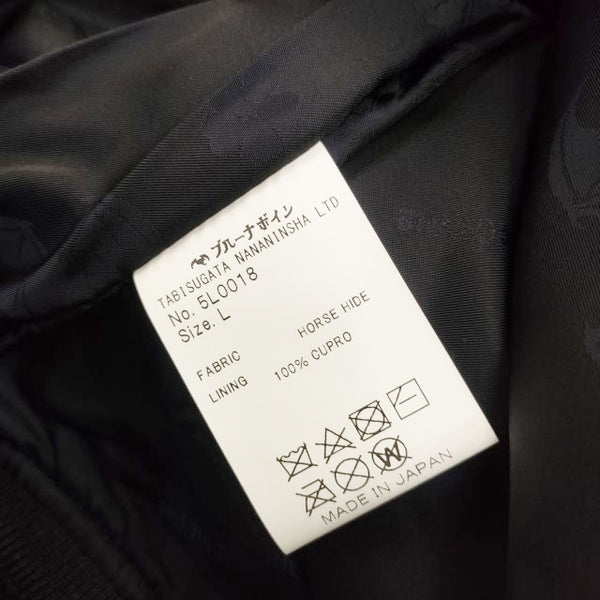 ブルーナボイン
TABISUGATA NANANINSHA LTD
No. 5L0018
Size. L
FABRIC HORSE HIDE
LINING 100% CUPRO
W
MADE IN JAPAN